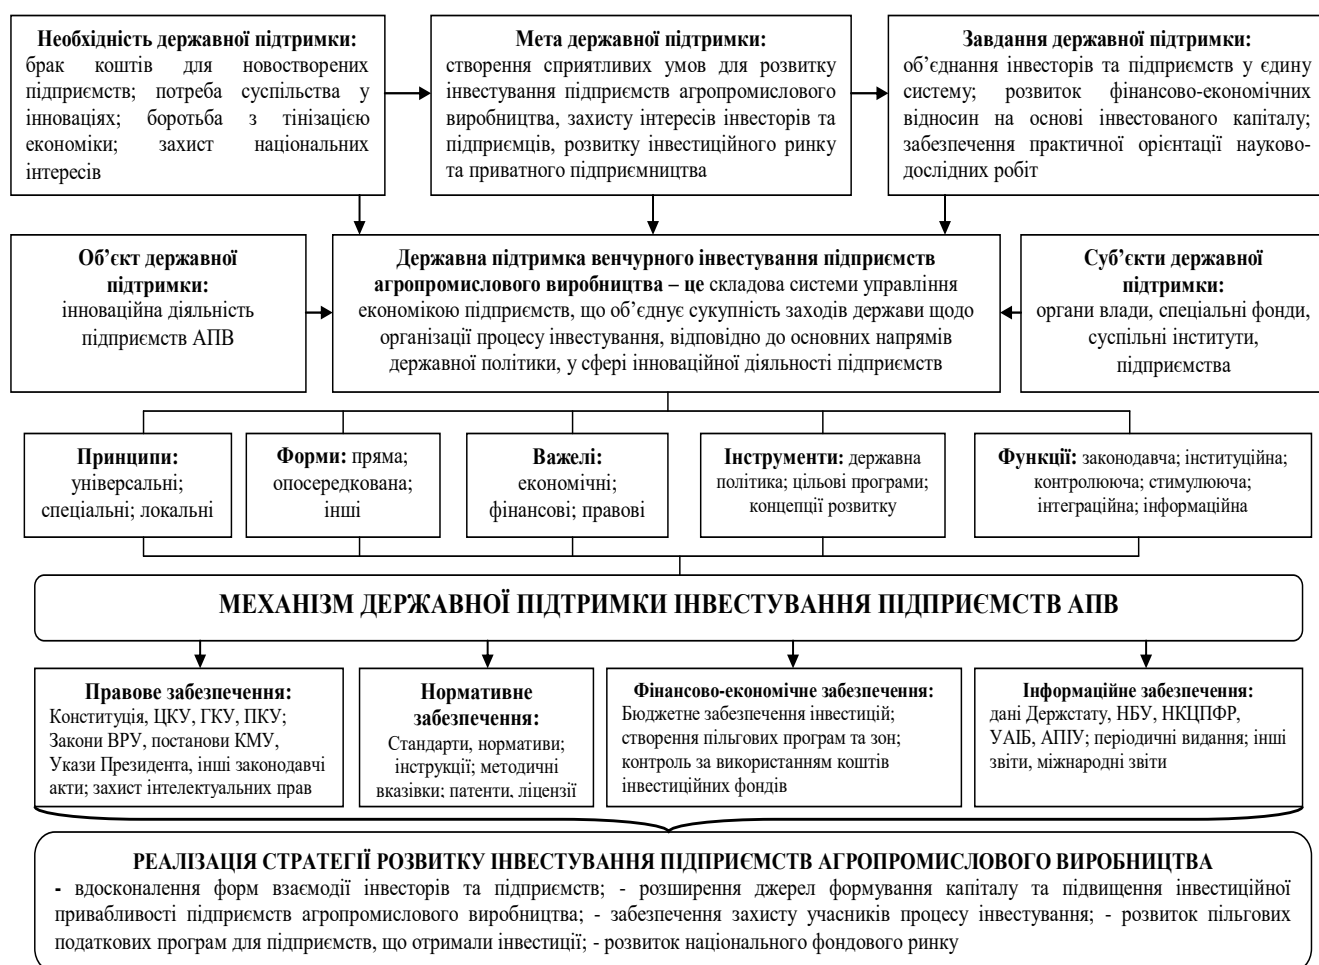 Необхідність державної підтримки:
брак коштів для новостворених
підприємств; потреба суспільства у
інноваціях; боротьба з тінізацією
економіки; захист національних
інтересів
Мета державної підтримки:
створення сприятливих умов для розвитку
інвестування підприємств агропромислового
виробництва, захисту інтересів інвесторів та
підприємців, розвитку інвестиційного ринку
та приватного підприємництва
Завдання державної підтримки:
об’єднання інвесторів та підприємств у єдину
систему; розвиток фінансово-економічних
відносин на основі інвестованого капіталу;
забезпечення практичної орієнтації науково-
дослідних робіт
Об’єкт державної
підтримки:
інноваційна діяльність
підприємств АПВ
Державна підтримка венчурного інвестування підприємств
агропромислового виробництва – це складова системи управління
економікою підприємств, що об’єднує сукупність заходів держави щодо
організації процесу інвестування, відповідно до основних напрямів
державної політики, у сфері інноваційної діяльності підприємств
Суб’єкти державної
підтримки:
органи влади, спеціальні фонди,
суспільні інститути,
підприємства
Принципи:
універсальні;
спеціальні; локальні
Форми: пряма;
опосередкована;
інші
Важелі:
економічні;
фінансові; правові
Інструменти: державна
політика; цільові програми;
концепції розвитку
Функції: законодавча; інституційна;
контролююча; стимулююча;
інтеграційна; інформаційна
МЕХАНІЗМ ДЕРЖАВНОЇ ПІДТРИМКИ ІНВЕСТУВАННЯ ПІДПРИЄМСТВ АПВ
Правове забезпечення:
Конституція, ЦКУ, ГКУ, ПКУ;
Закони ВРУ, постанови КМУ,
Укази Президента, інші законодавчі
акти; захист інтелектуальних прав
Нормативне
забезпечення:
Стандарти, нормативи;
інструкції; методичні
вказівки; патенти, ліцензії
Фінансово-економічне забезпечення:
Бюджетне забезпечення інвестицій;
створення пільгових програм та зон;
контроль за використанням коштів
інвестиційних фондів
Інформаційне забезпечення:
дані Держстату, НБУ, НКЦПФР,
УАІБ, АПІУ; періодичні видання; інші
звіти, міжнародні звіти
РЕАЛІЗАЦІЯ СТРАТЕГІЇ РОЗВИТКУ ІНВЕСТУВАННЯ ПІДПРИЄМСТВ АГРОПРОМИСЛОВОГО ВИРОБНИЦТВА
- вдосконалення форм взаємодії інвесторів та підприємств; - розширення джерел формування капіталу та підвищення інвестиційної
привабливості підприємств агропромислового виробництва; - забезпечення захисту учасників процесу інвестування; - розвиток пільгових
податкових програм для підприємств, що отримали інвестиції; - розвиток національного фондового ринку